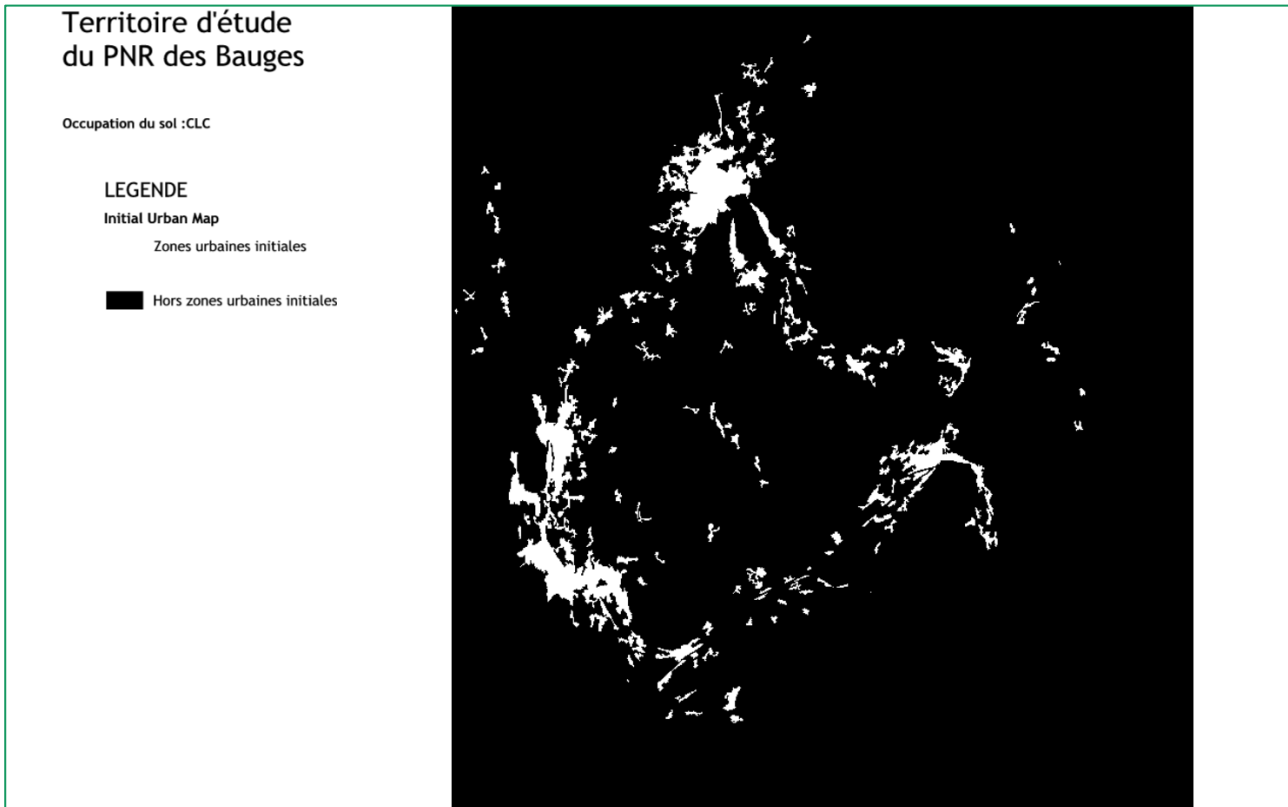 Territoire d'étude
du PNR des Bauges
Occupation du sol :CLC
LEGENDE
Initial Urban Map
Zones urbaines initiales
Hors zones urbaines initiales